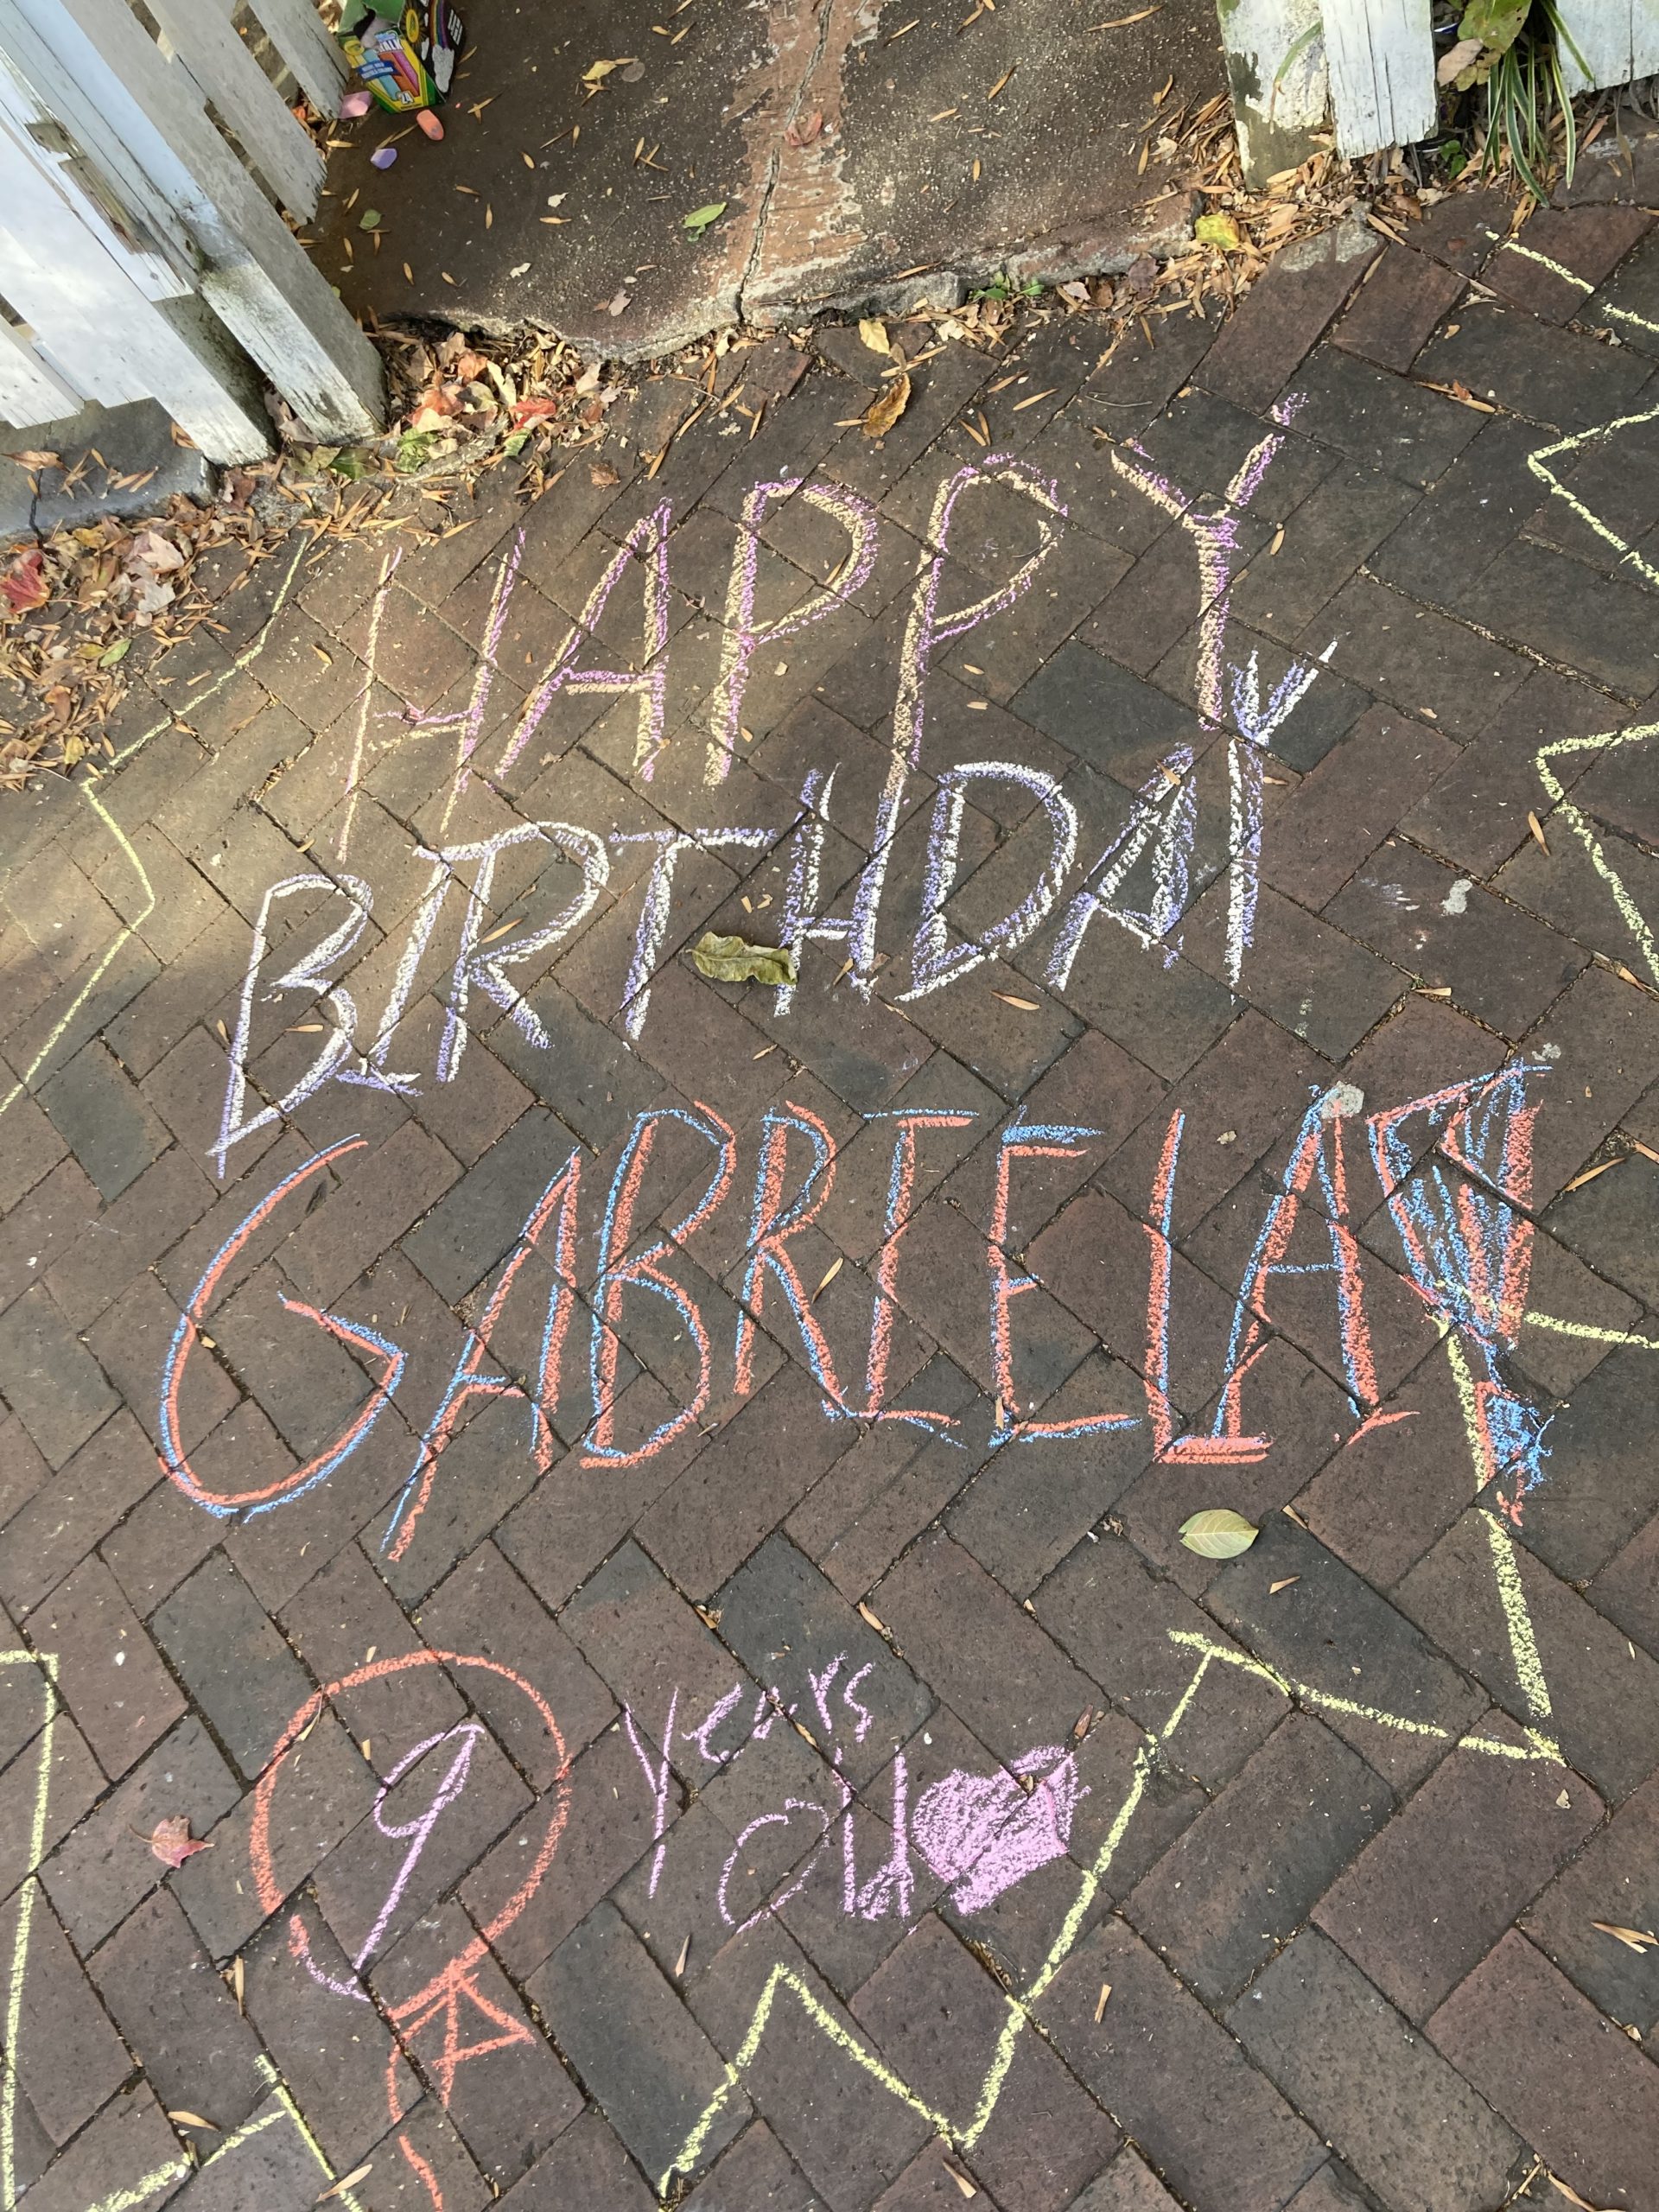 HAPPY
BIRTHDAY
GABRIELA
9 years
old